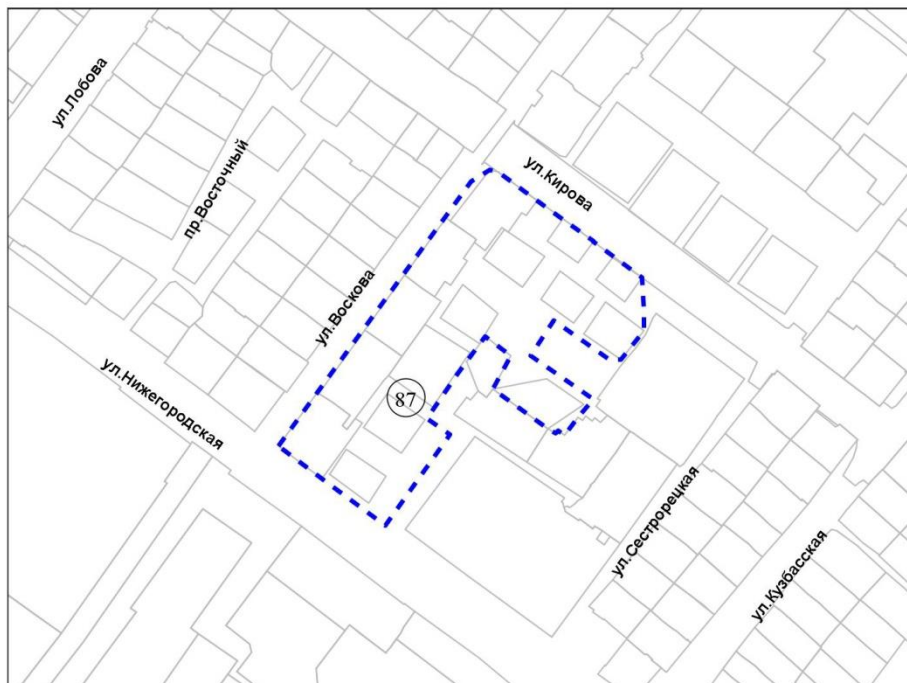 ул.Лобова
пр.Восточный
ул.Кирова
ул.Воскова
ул.Нижегородская
87
ул.Сестрорецкая
ул.Кузбасская